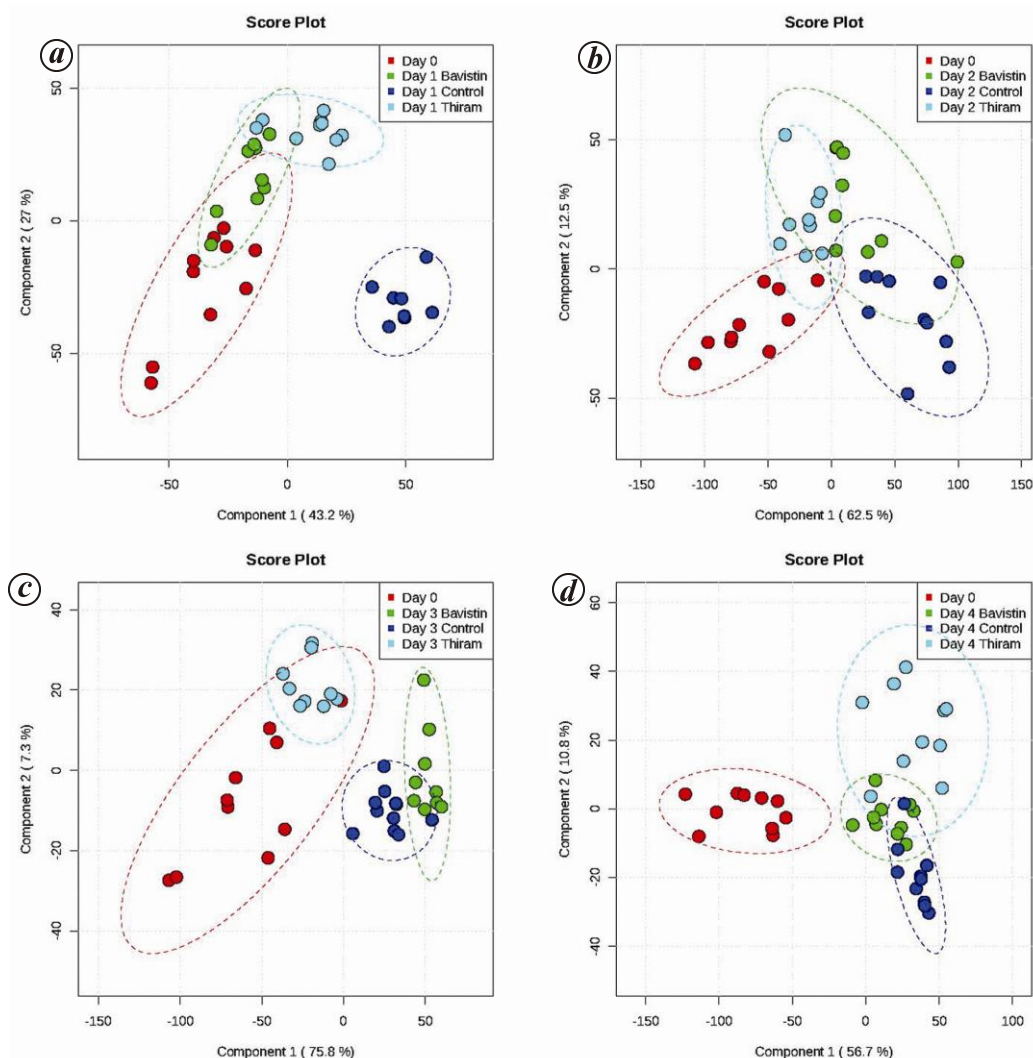 a
Score Plot
Day 0
Day 1 Bavistin
Day 1 Control
Day 1 Thiram
Component 2 ( 27 %)
50
0
50
-50
0
50
Component 1 ( 43.2 %)
b
Score Plot
Day 0
Day 2 Bavistin
Day 2 Control
Day 2 Thiram
Component 2 ( 12.5 %)
50
0
-50
-150
-100
-50
0
50
100
150
Component 1 ( 62.5 %)
c
Score Plot
Day 0
Day 3 Bavistin
Day 3 Control
Day 3 Thiram
Component 2 ( 7.3 %)
40
20
0
-20
-40
-150
-100
-50
0
50
Component 1 ( 75.8 %)
d
Score Plot
Day 0
Day 4 Bavistin
Day 4 Control
Day 4 Thiram
Component 2 ( 10.8 %)
60
40
20
0
-20
-40
-150
-100
-50
0
50
100
Component 1 ( 56.7 %)